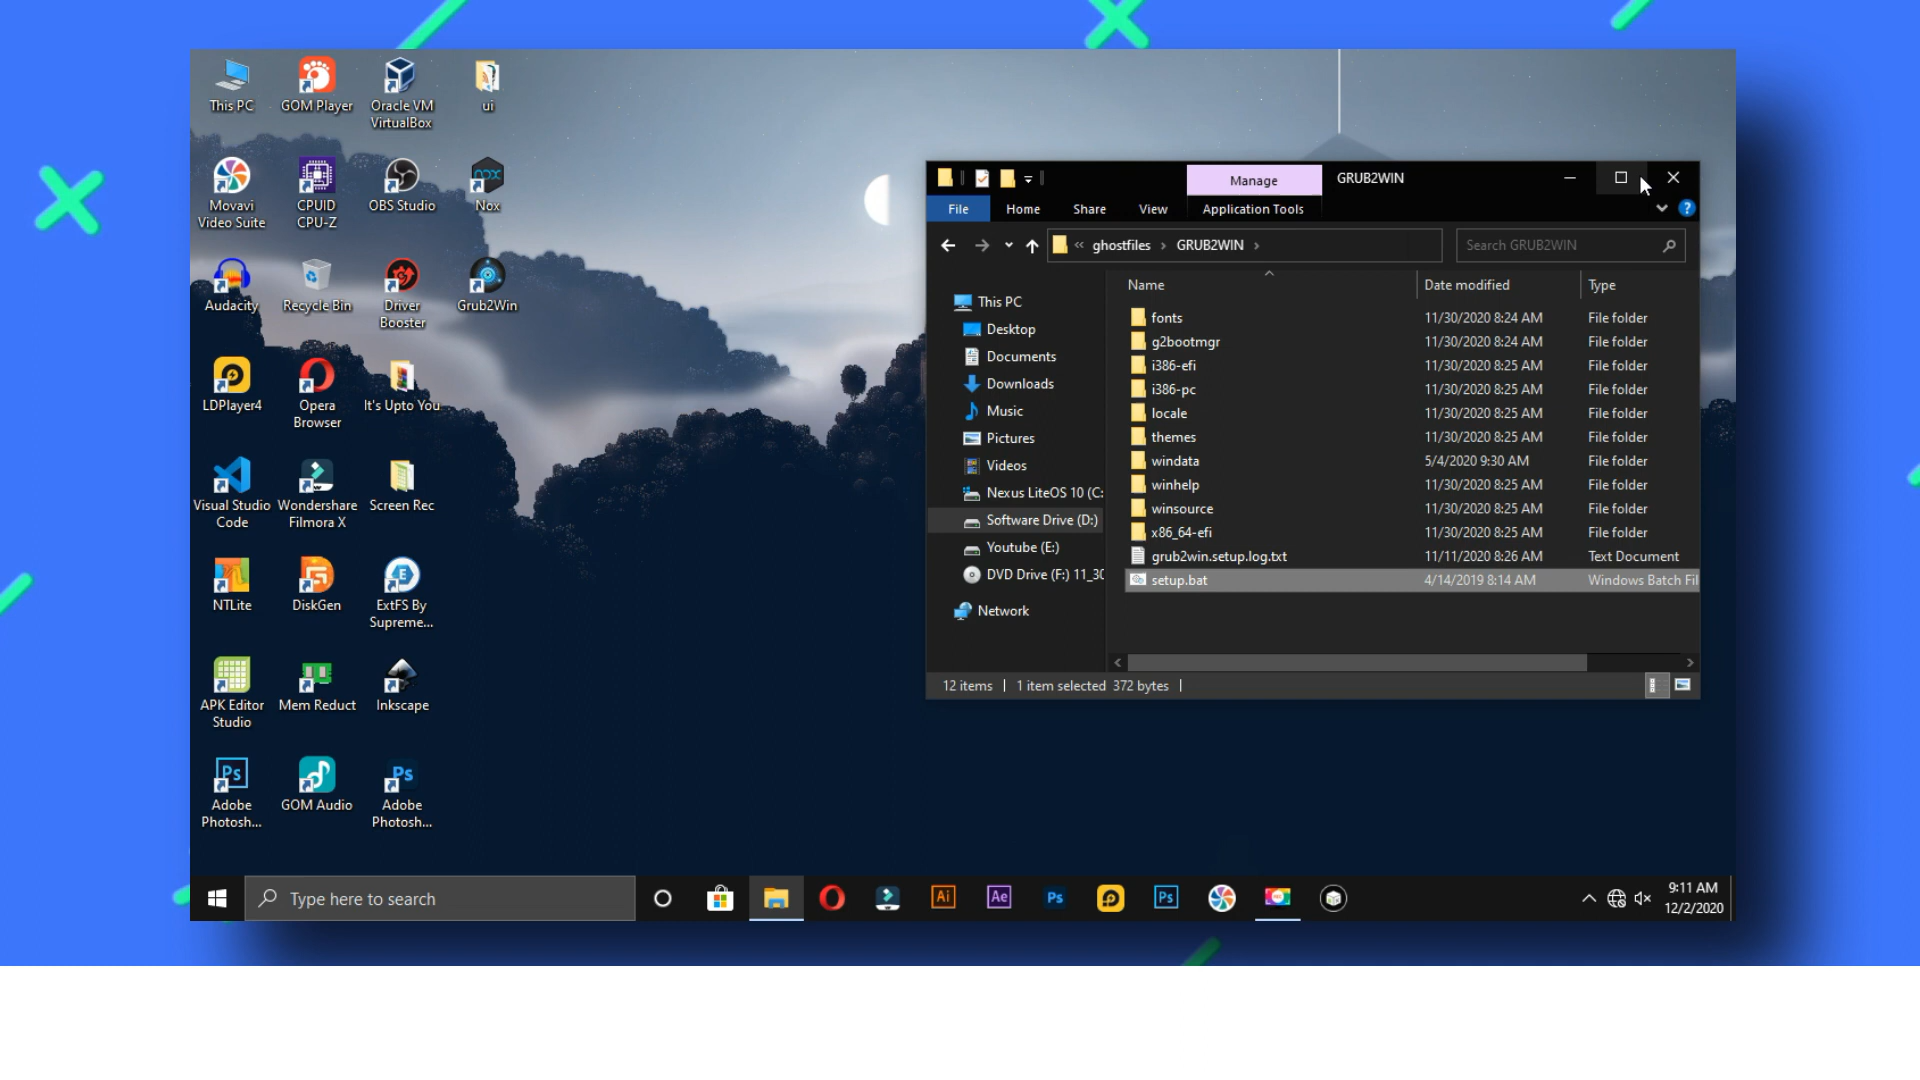 This PC
GOM Player
Oracle VM
VirtualBox
ui
Movavi
Video Suite
CPUID
CPU-Z
OBS Studio
nox
Nox
Audacity
Recycle Bin
Driver
Booster
Grub2Win
LDPlayer4
Opera
Browser
It's Upto You
Visual Studio
Code
Wondershare
Filmora X
Screen Rec
NTLite
DiskGen
E
ExtFS By
Supreme...
APK Editor
Studio
Mem Reduct
Inkscape
Ps
Adobe
Photosh...
GOM Audio
Ps
Adobe
Photosh...
Manage
GRUB2WIN
File
Home
Share
View
Application Tools
?
« ghostfiles > GRUB2WIN >
Search GRUB2WIN
Name
Date modified
Type
This PC
Desktop
Documents
Downloads
Music
Pictures
Videos
Nexus LiteOS 10 (C:
Software Drive (D:)
Youtube (E:)
DVD Drive (F:) 11_30
Network
fonts 11/30/2020 8:24 AM File folder
g2bootmgr 11/30/2020 8:24 AM File folder
i386-efi 11/30/2020 8:25 AM File folder
i386-pc 11/30/2020 8:25 AM File folder
locale 11/30/2020 8:25 AM File folder
themes 11/30/2020 8:25 AM File folder
windata 5/4/2020 9:30 AM File folder
winhelp 11/30/2020 8:25 AM File folder
winsource 11/30/2020 8:25 AM File folder
x86_64-efi 11/30/2020 8:25 AM File folder
grub2win.setup.log.txt 11/11/2020 8:26 AM Text Document
setup.bat 4/14/2019 8:14 AM Windows Batch Fil
12 items | 1 item selected 372 bytes |
Type here to search
Ai
Ae
Ps
Ps
9:11 AM
12/2/2020